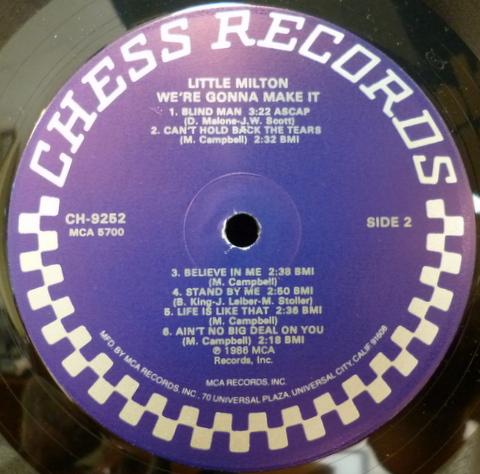 CHESS RECORDS
LITTLE MILTON
WE'RE GONNA MAKE IT
1. BLIND MAN 3:22 ASCAP
(D. Malone-J.W. Scott)
2. CAN'T HOLD BACK THE TEARS
(M. Campbell) 2:32 BMI
CH-9252
MCA 5700
SIDE 2
3. BELIEVE IN ME 2:38 BMI
(M. Campbell)
4. STAND BY ME 2:50 BMI
(B. King-J. Leiber-M. Stoller)
5. LIFE IS LIKE THAT 2:36 BMI
(M. Campbell)
6. AIN'T NO BIG DEAL ON YOU
(M. Campbell) 2:18 BMI
℗ 1986 MCA
Records, Inc.
MCA RECORDS, INC.
MFD. BY MCA RECORDS, INC., 70 UNIVERSAL PLAZA, UNIVERSAL CITY, CALIF. 91608